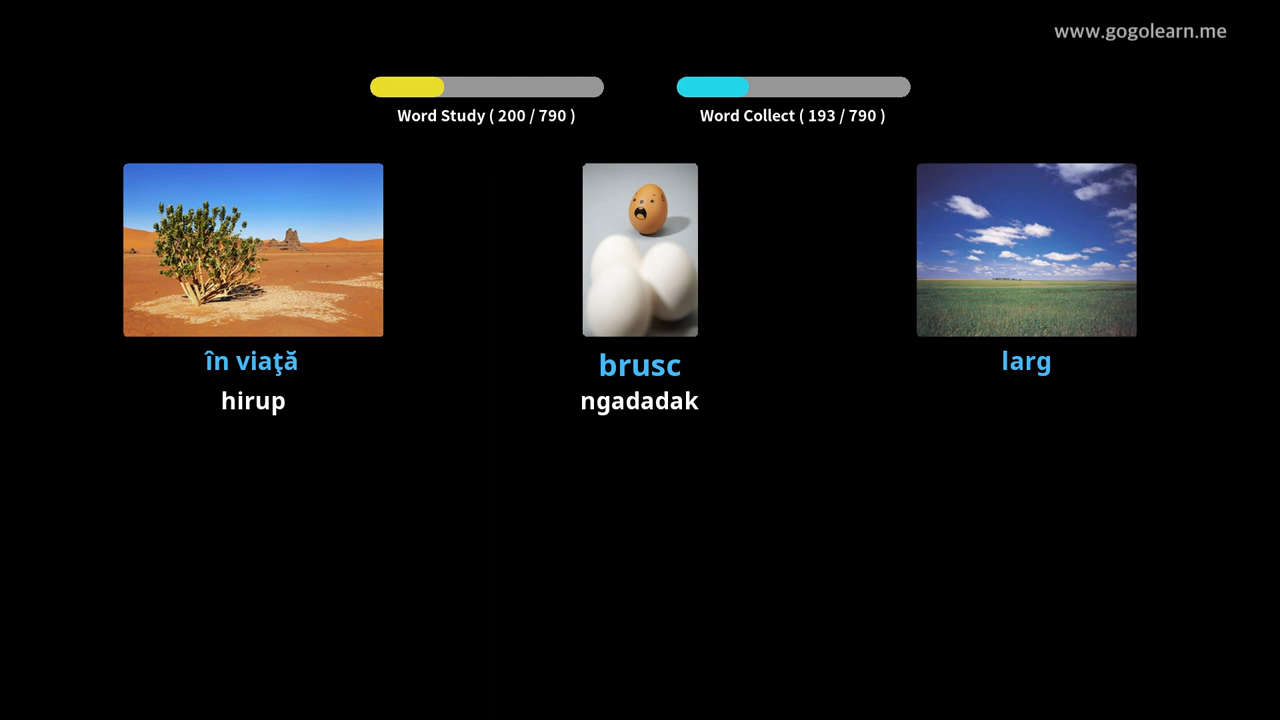 www.gogolearn.me
Word Study ( 200 / 790 )
Word Collect ( 193 / 790 )
în viaţă
hirup
brusc
ngadadak
larg